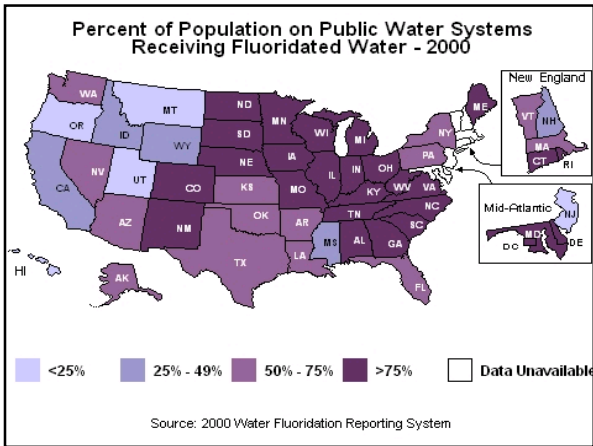 Percent of Population on Public Water Systems
Receiving Fluoridated Water - 2000
New England
WA
MT
ND
MN
ME
VT
NH
OR
ID
SD
WI
MI
NY
MA
WY
CT
RI
NE
IA
PA
NV
UT
IL
IN
OH
CA
CO
KS
MO
KY
WV
VA
Mid-Atlantic
NJ
AZ
NM
OK
AR
TN
NC
SC
MD
DC
DE
HI
MS
AL
GA
TX
LA
AK
FL
<25%
25% - 49%
50% - 75%
>75%
Data Unavailable
Source: 2000 Water Fluoridation Reporting System